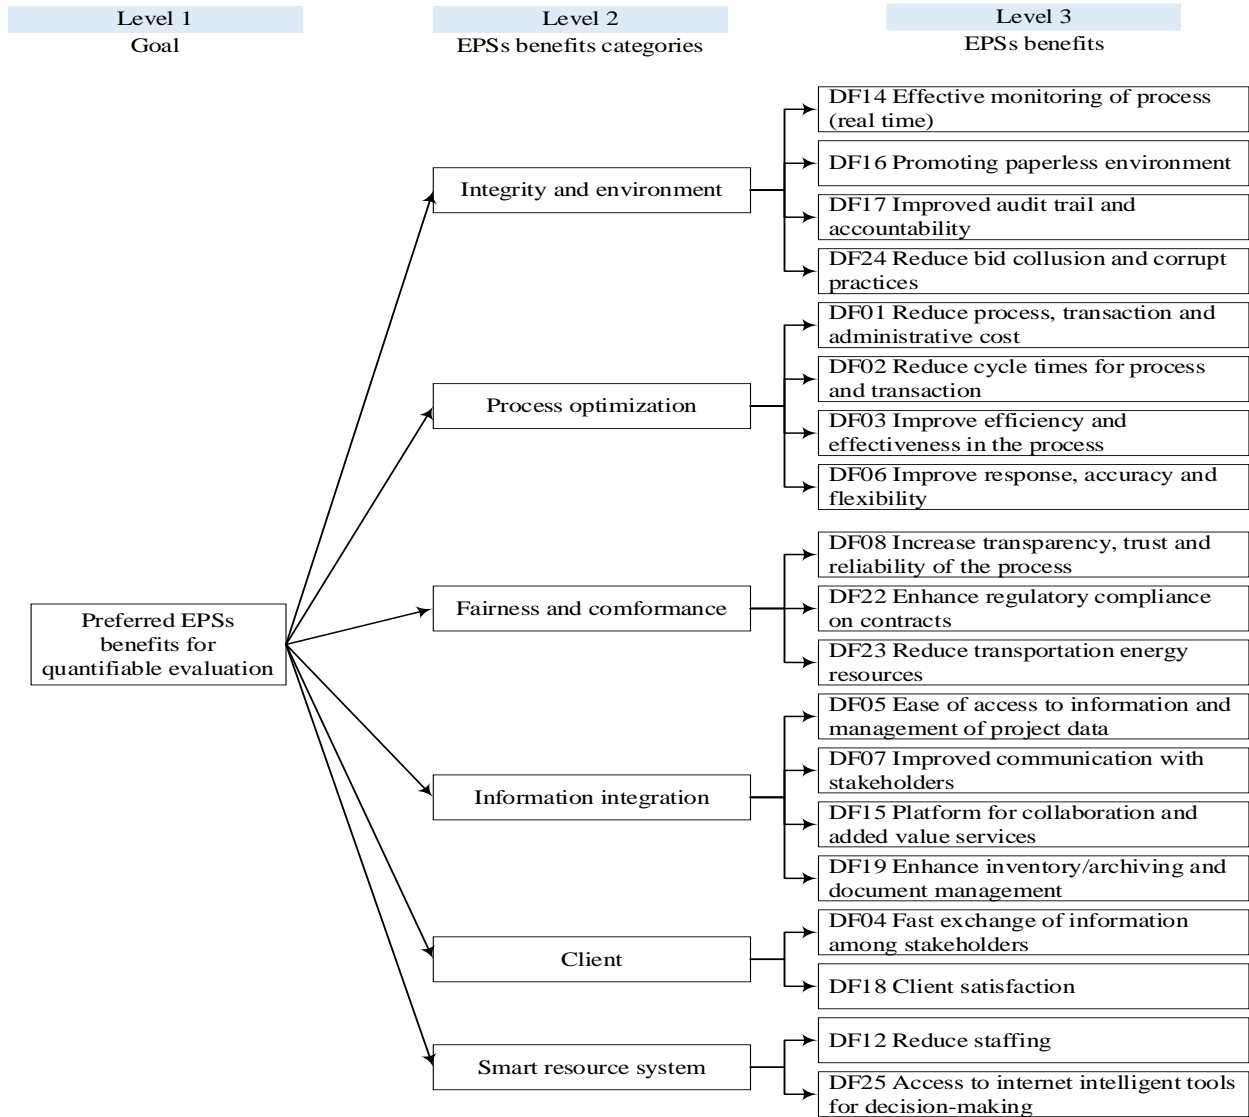 Level 1
Goal
Level 2
EPSs benefits categories
Level 3
EPSs benefits
Preferred EPSs
benefits for
quantifiable evaluation
Integrity and environment
DF14 Effective monitoring of process
(real time)
DF16 Promoting paperless environment
DF17 Improved audit trail and
accountability
DF24 Reduce bid collusion and corrupt
practices
Process optimization
DF01 Reduce process, transaction and
administrative cost
DF02 Reduce cycle times for process
and transaction
DF03 Improve efficiency and
effectiveness in the process
DF06 Improve response, accuracy and
flexibility
Fairness and comformance
DF08 Increase transparency, trust and
reliability of the process
DF22 Enhance regulatory compliance
on contracts
DF23 Reduce transportation energy
resources
Information integration
DF05 Ease of access to information and
management of project data
DF07 Improved communication with
stakeholders
DF15 Platform for collaboration and
added value services
DF19 Enhance inventory/archiving and
document management
Client
DF04 Fast exchange of information
among stakeholders
DF18 Client satisfaction
Smart resource system
DF12 Reduce staffing
DF25 Access to internet intelligent tools
for decision-making